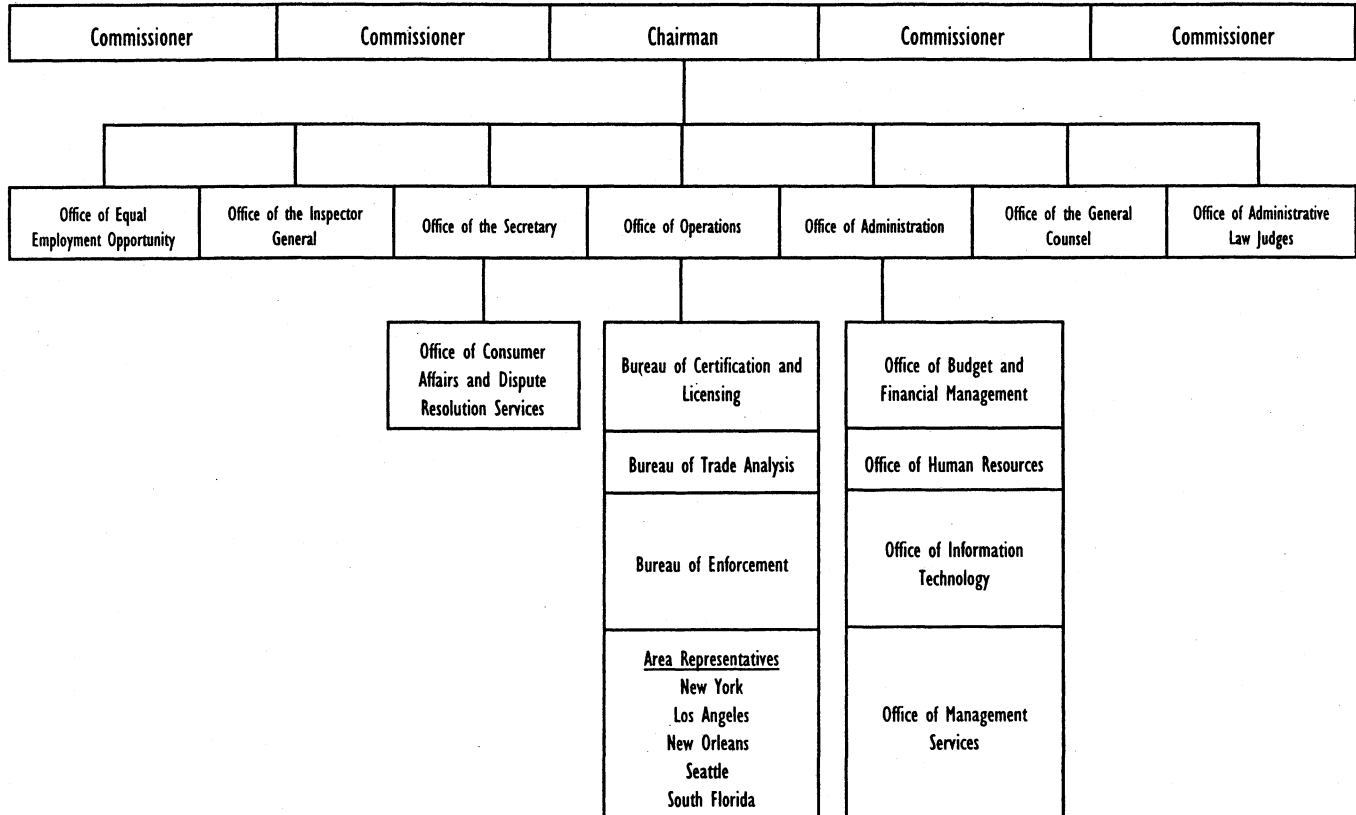 Commissioner
Commissioner
Chairman
Commissioner
Commissioner
Office of Equal
Employment Opportunity
Office of the Inspector
General
Office of the Secretary
Office of Operations
Office of Administration
Office of the General
Counsel
Office of Administrative
Law Judges
Office of Consumer
Affairs and Dispute
Resolution Services
Bureau of Certification and
Licensing
Bureau of Trade Analysis
Bureau of Enforcement
Area Representatives
New York
Los Angeles
New Orleans
Seattle
South Florida
Office of Budget and
Financial Management
Office of Human Resources
Office of Information
Technology
Office of Management
Services